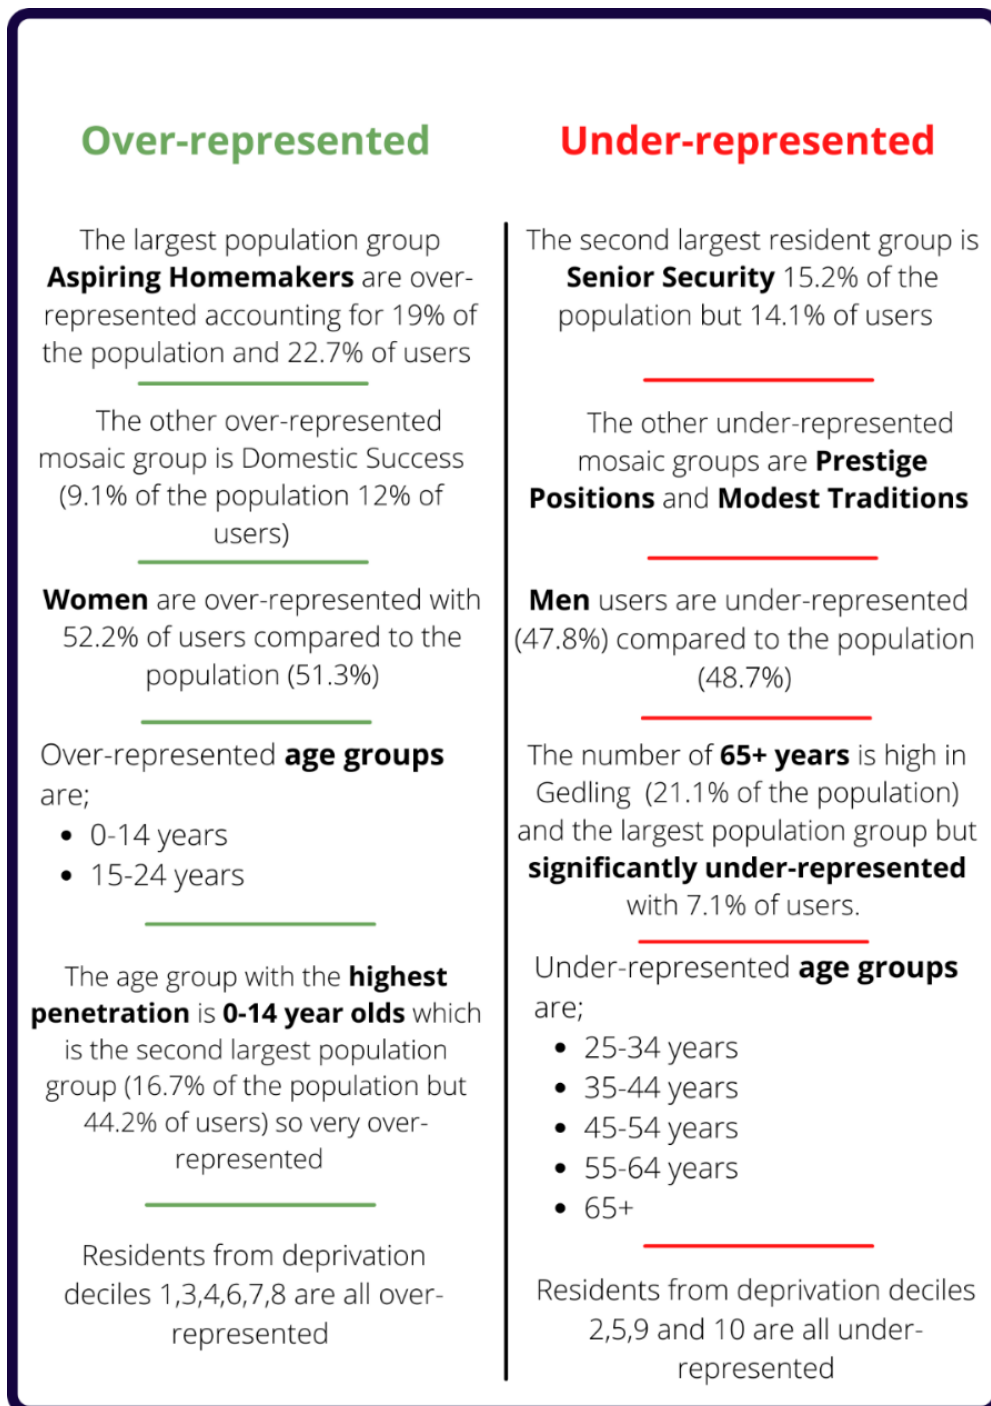 Over-represented
The largest population group
Aspiring Homemakers are over-
represented accounting for 19% of
the population and 22.7% of users
The other over-represented
mosaic group is Domestic Success
(9.1% of the population 12% of
users)
Women are over-represented with
52.2% of users compared to the
population (51.3%)
Over-represented age groups
are;
• 0-14 years
• 15-24 years
The age group with the highest
penetration is 0-14 year olds which
is the second largest population
group (16.7% of the population but
44.2% of users) so very over-
represented
Residents from deprivation
deciles 1,3,4,6,7,8 are all over-
represented
Under-represented
The second largest resident group is
Senior Security 15.2% of the
population but 14.1% of users
The other under-represented
mosaic groups are Prestige
Positions and Modest Traditions
Men users are under-represented
(47.8%) compared to the population
(48.7%)
The number of 65+ years is high in
Gedling (21.1% of the population)
and the largest population group but
significantly under-represented
with 7.1% of users.
Under-represented age groups
are;
• 25-34 years
• 35-44 years
• 45-54 years
• 55-64 years
• 65+
Residents from deprivation deciles
2,5,9 and 10 are all under-
represented